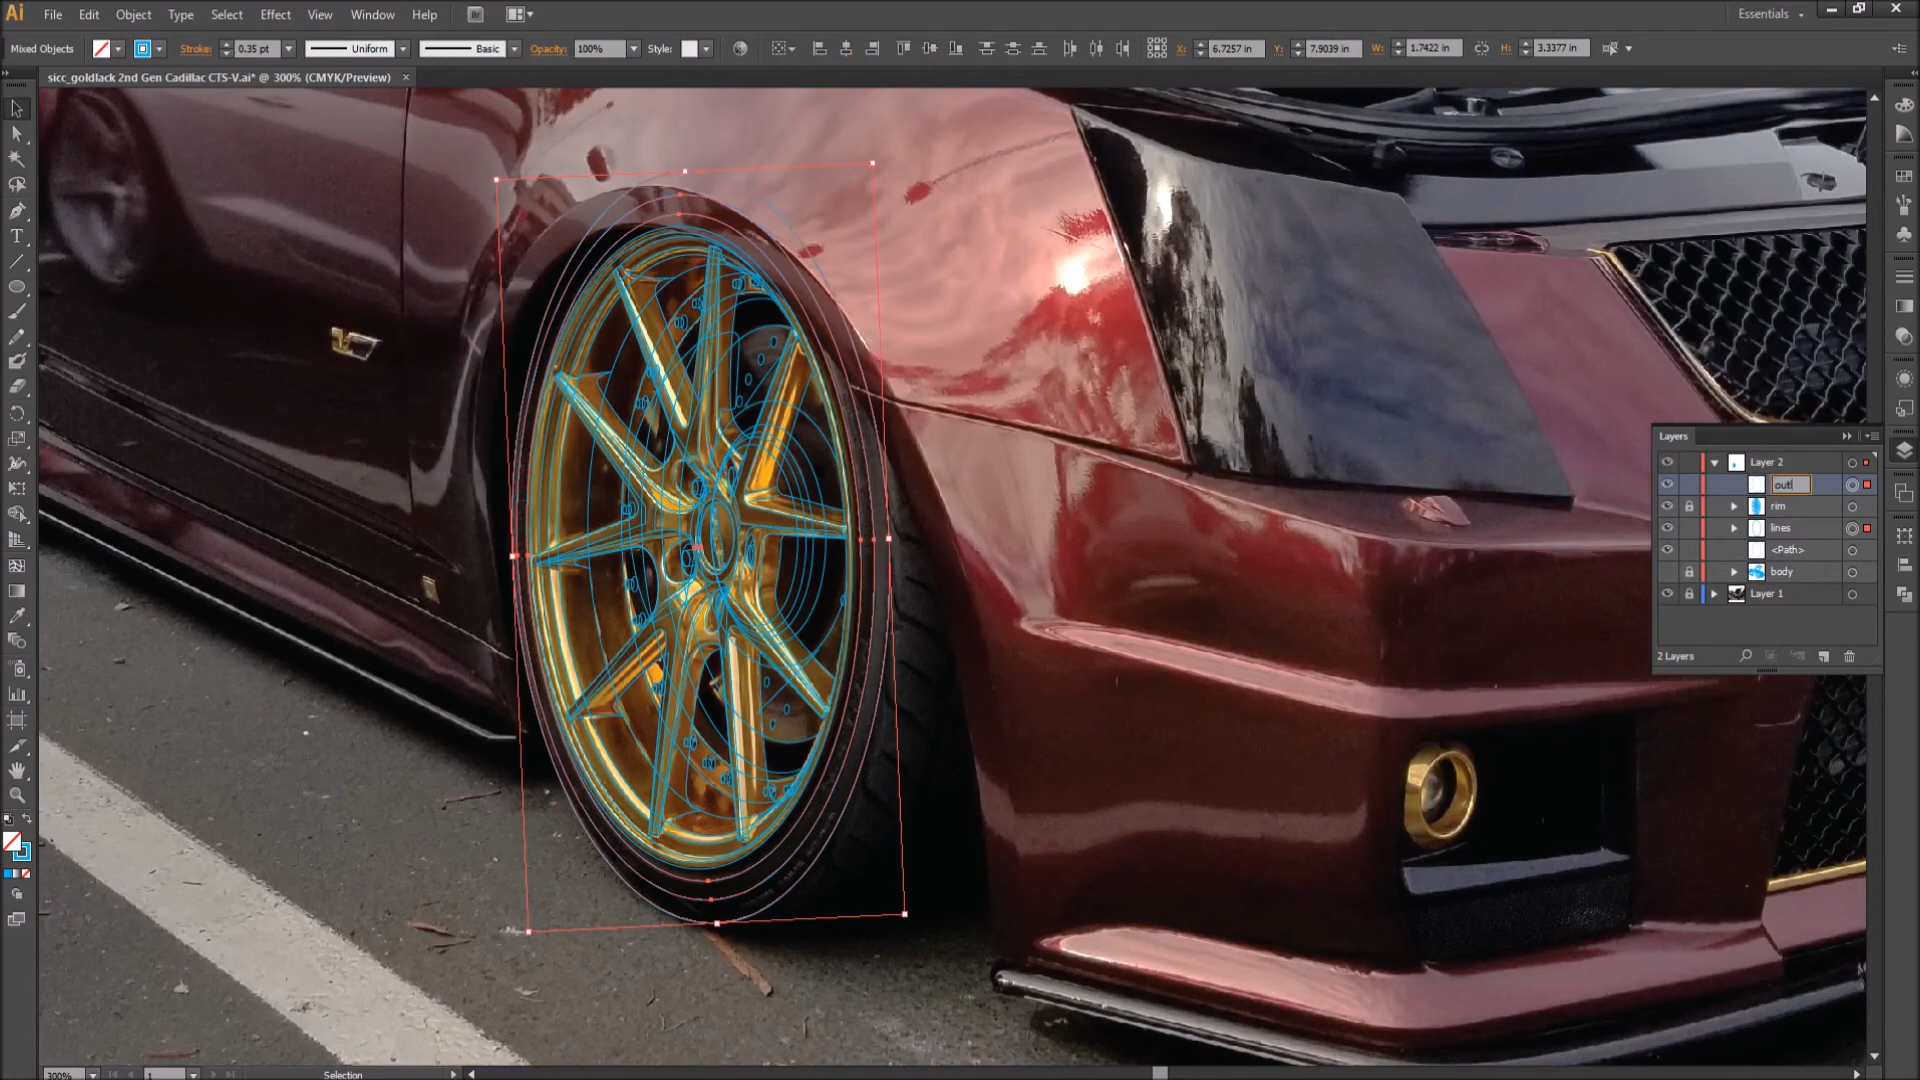 Ai File Edit Object Type Select Effect View Window Help Br Essentials
Mixed Objects Stroke: 0.35 pt Uniform Basic Opacity: 100% Style: X: 6.7257 in Y: 7.9039 in W: 1.7422 in H: 3.3377 in
sicc_goldlack 2nd Gen Cadillac CTS-V.ai* @ 300% (CMYK/Preview) ×
Layers
Layer 2
outl
rim
lines
<Path>
body
Layer 1
2 Layers
300% 1 Selection